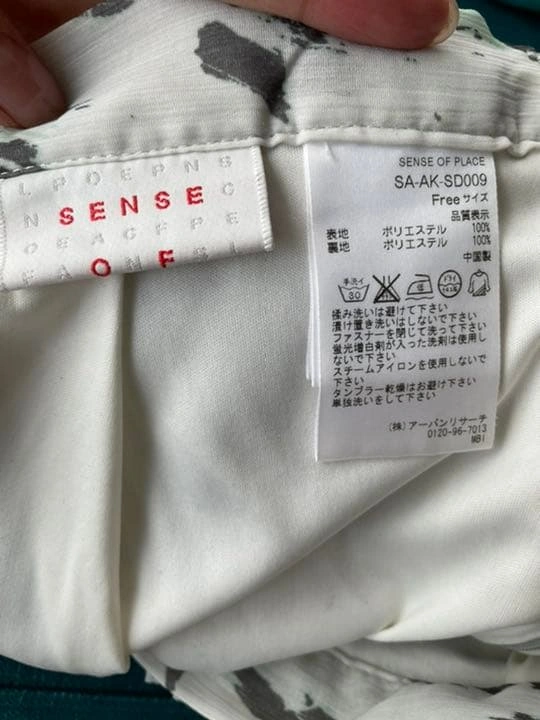 L P O E P N S
N S E N S E C
C E A C F P E
E A O N F S I
SENSE OF PLACE
SA-AK-SD009
Freeサイズ
品質表示
表地 ポリエステル 100%
裏地 ポリエステル 100%
中国製
手洗イ 30
ドライ
揉み洗いは避けて下さい
漬け置き洗いはしないで下さい
ファスナーを閉じて洗って下さい
蛍光増白剤が入った洗剤は使用し
ないで下さい
スチームアイロンを使用しないで
下さい
タンブラー乾燥はお避け下さい
単独洗いをして下さい
(株)アーバンリサーチ
0120-96-7013
MBI